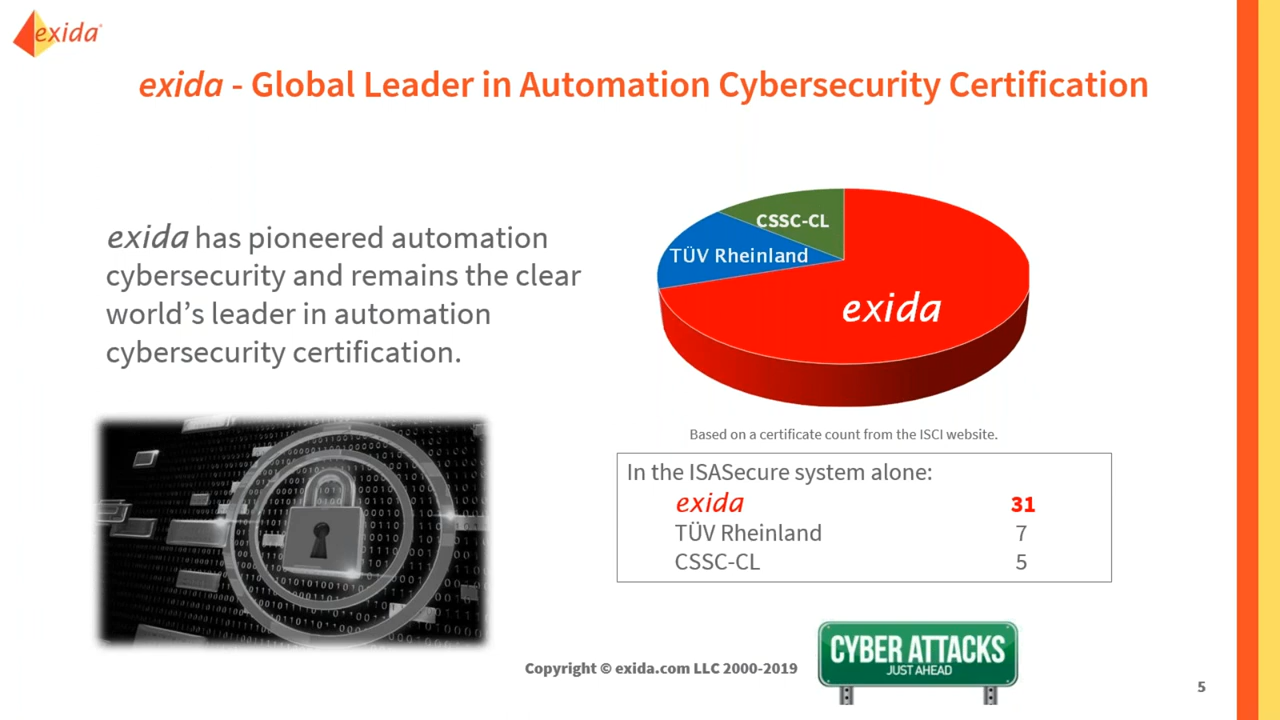 exida
exida - Global Leader in Automation Cybersecurity Certification
exida has pioneered automation
cybersecurity and remains the clear
world's leader in automation
cybersecurity certification.
CSSC-CL
TÜV Rheinland
exida
Based on a certificate count from the ISCI website.
In the ISASecure system alone:
exida 31
TÜV Rheinland 7
CSSC-CL 5
CYBER ATTACKS
JUST AHEAD
Copyright © exida.com LLC 2000-2019
5